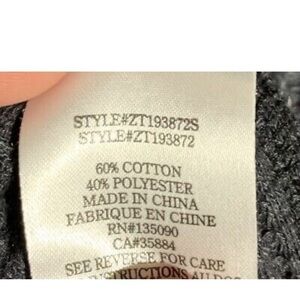 STYLE#ZT193872S
STYLE#ZT193872
60% COTTON
40% POLYESTER
MADE IN CHINA
FABRIQUE EN CHINE
RN#135090
CA#35884
SEE REVERSE FOR CARE
INSTRUCTIONS AU DOS